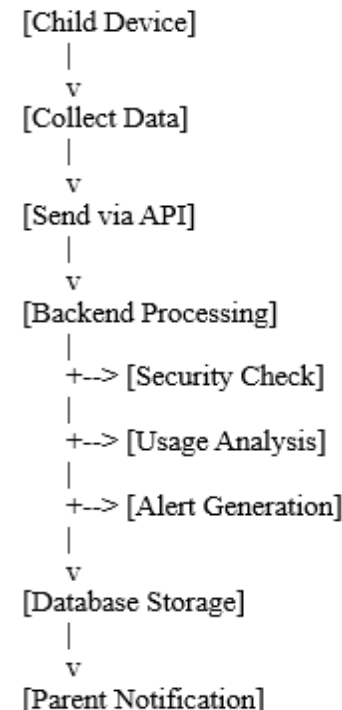 [Child Device]
|
v
[Collect Data]
|
v
[Send via API]
|
v
[Backend Processing]
|
+--> [Security Check]
|
+--> [Usage Analysis]
|
+--> [Alert Generation]
|
v
[Database Storage]
|
v
[Parent Notification]